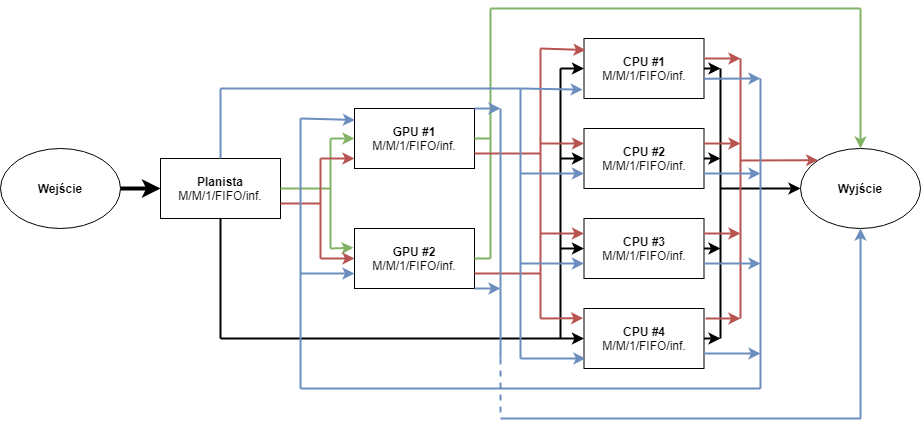 Wejście
Planista
M/M/1/FIFO/inf.
GPU #1
M/M/1/FIFO/inf.
GPU #2
M/M/1/FIFO/inf.
CPU #1
M/M/1/FIFO/inf.
CPU #2
M/M/1/FIFO/inf.
CPU #3
M/M/1/FIFO/inf.
CPU #4
M/M/1/FIFO/inf.
Wyjście